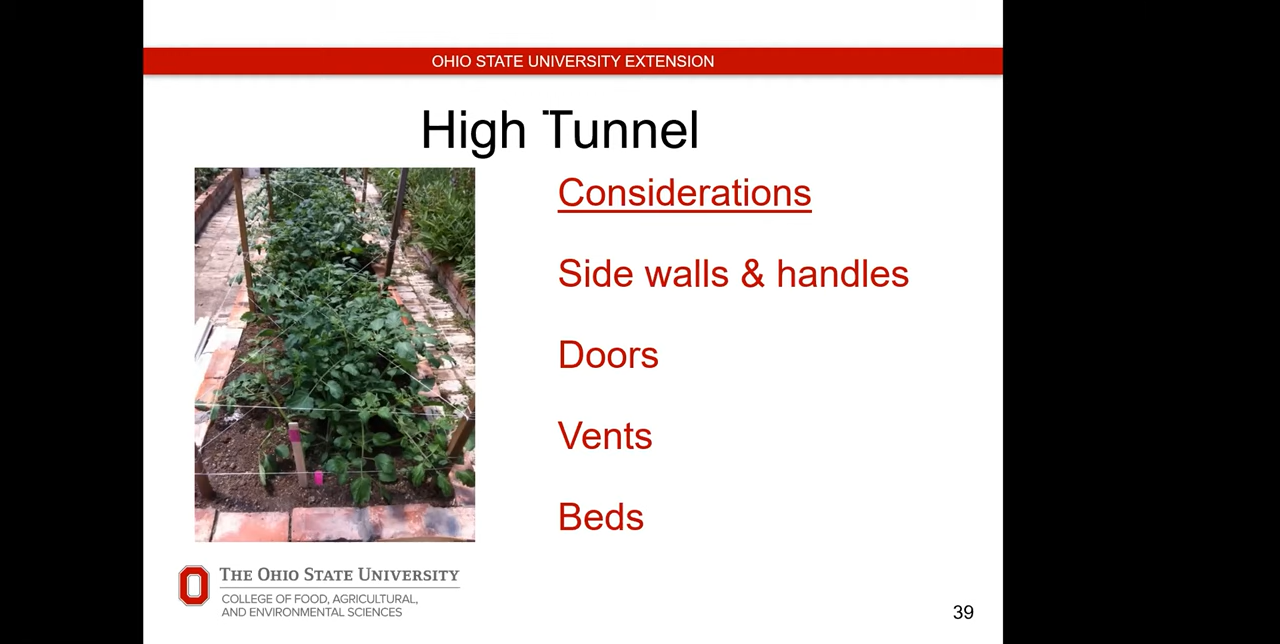 OHIO STATE UNIVERSITY EXTENSION
High Tunnel
Considerations
Side walls & handles
Doors
Vents
Beds
THE OHIO STATE UNIVERSITY
COLLEGE OF FOOD, AGRICULTURAL,
AND ENVIRONMENTAL SCIENCES
39